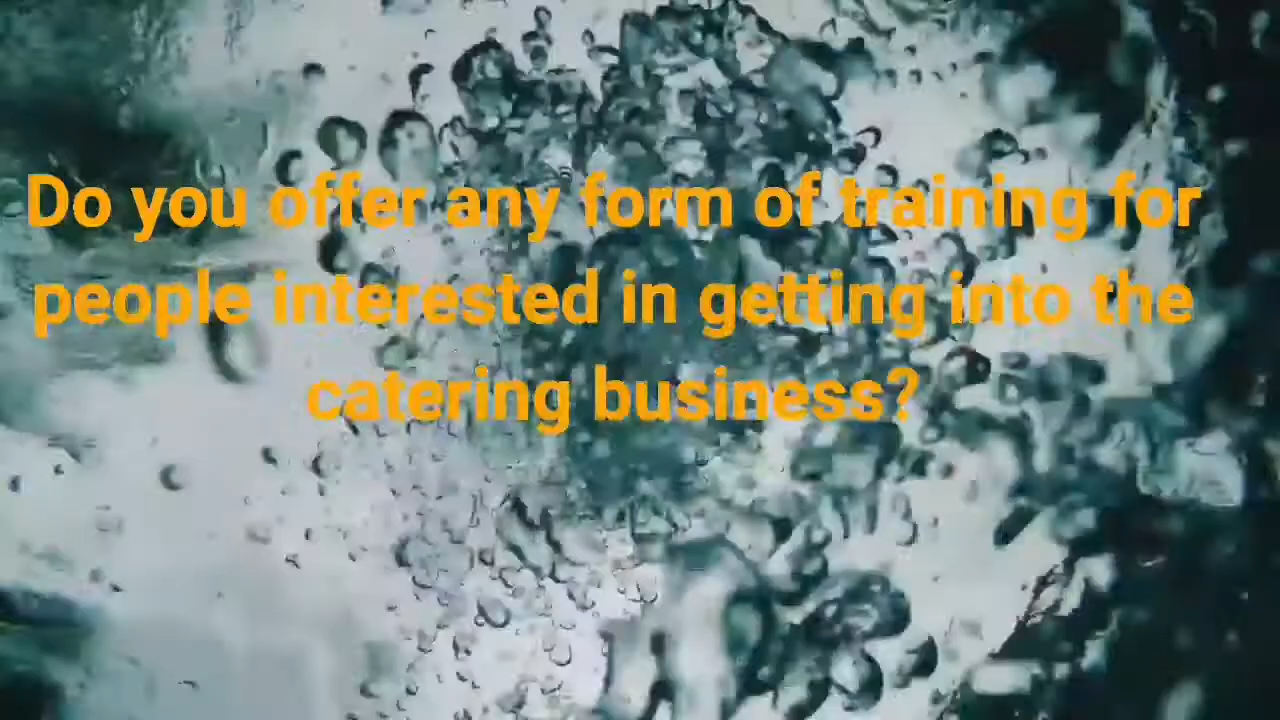 Do you offer any form of training for
people interested in getting into the
catering business?